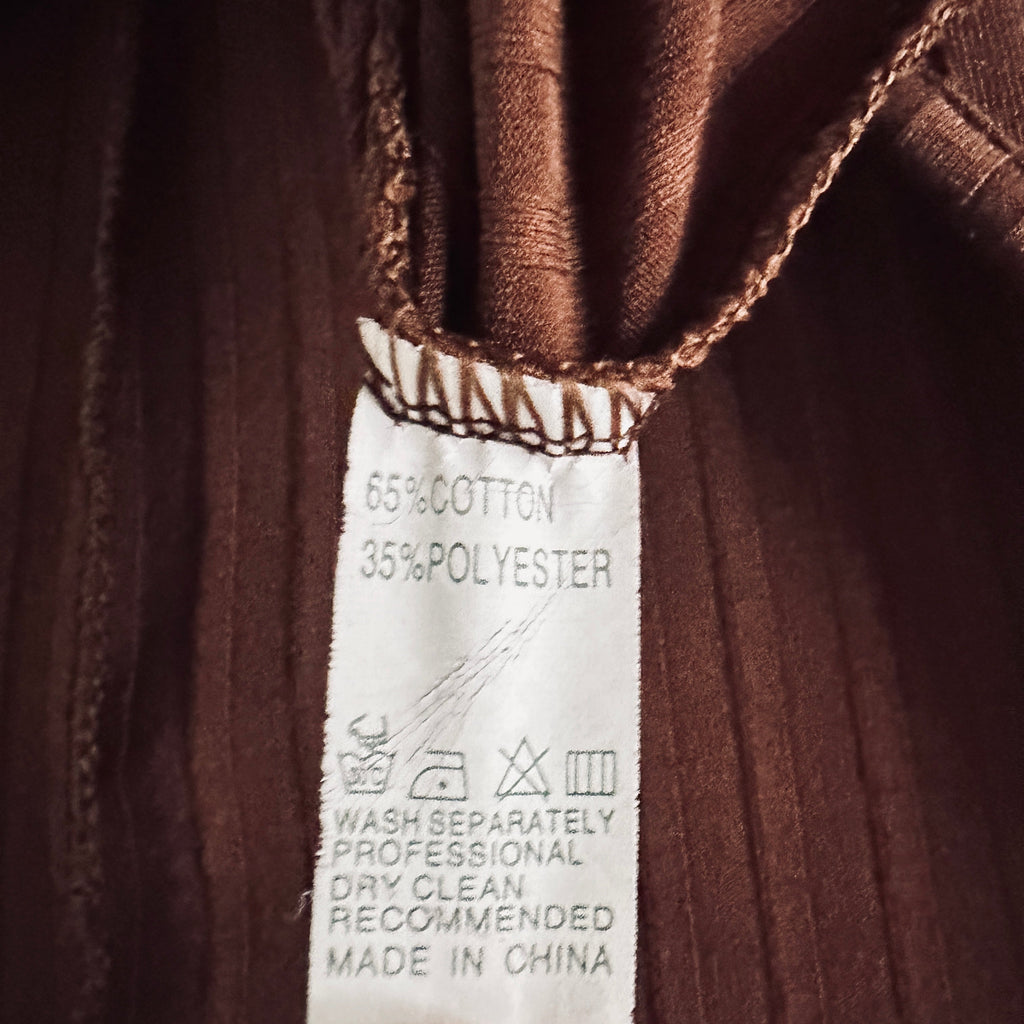 65%COTTON
35%POLYESTER
WASH SEPARATELY
PROFESSIONAL
DRY CLEAN
RECOMMENDED
MADE IN CHINA